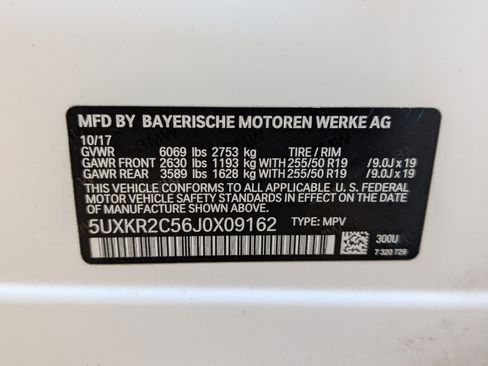 MFD BY BAYERISCHE MOTOREN WERKE AG
10/17
GVWR 6069 lbs 2753 kg TIRE / RIM
GAWR FRONT 2630 lbs 1193 kg WITH 255/50 R19 /9.0J x 19
GAWR REAR 3589 lbs 1628 kg WITH 255/50 R19 /9.0J x 19
THIS VEHICLE CONFORMS TO ALL APPLICABLE U. S. FEDERAL
MOTOR VEHICLE SAFETY STANDARDS IN EFFECT ON THE DATE
OF MANUFACTURE SHOWN ABOVE.
5UXKR2C56J0X09162 TYPE: MPV
300U
7 320 729